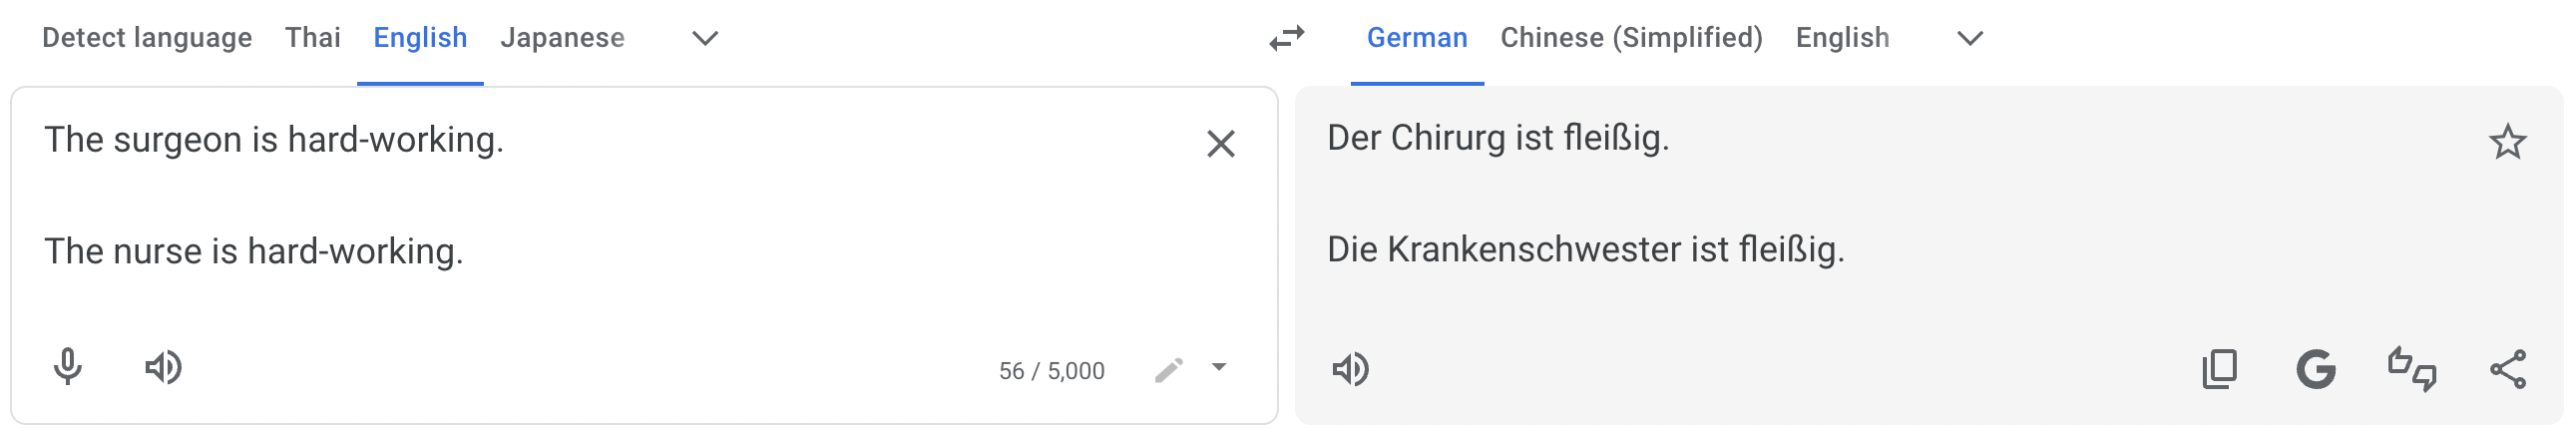 Detect language Thai English Japanese
German Chinese (Simplified) English
The surgeon is hard-working.
The nurse is hard-working.
56 / 5,000
Der Chirurg ist fleißig.
Die Krankenschwester ist fleißig.